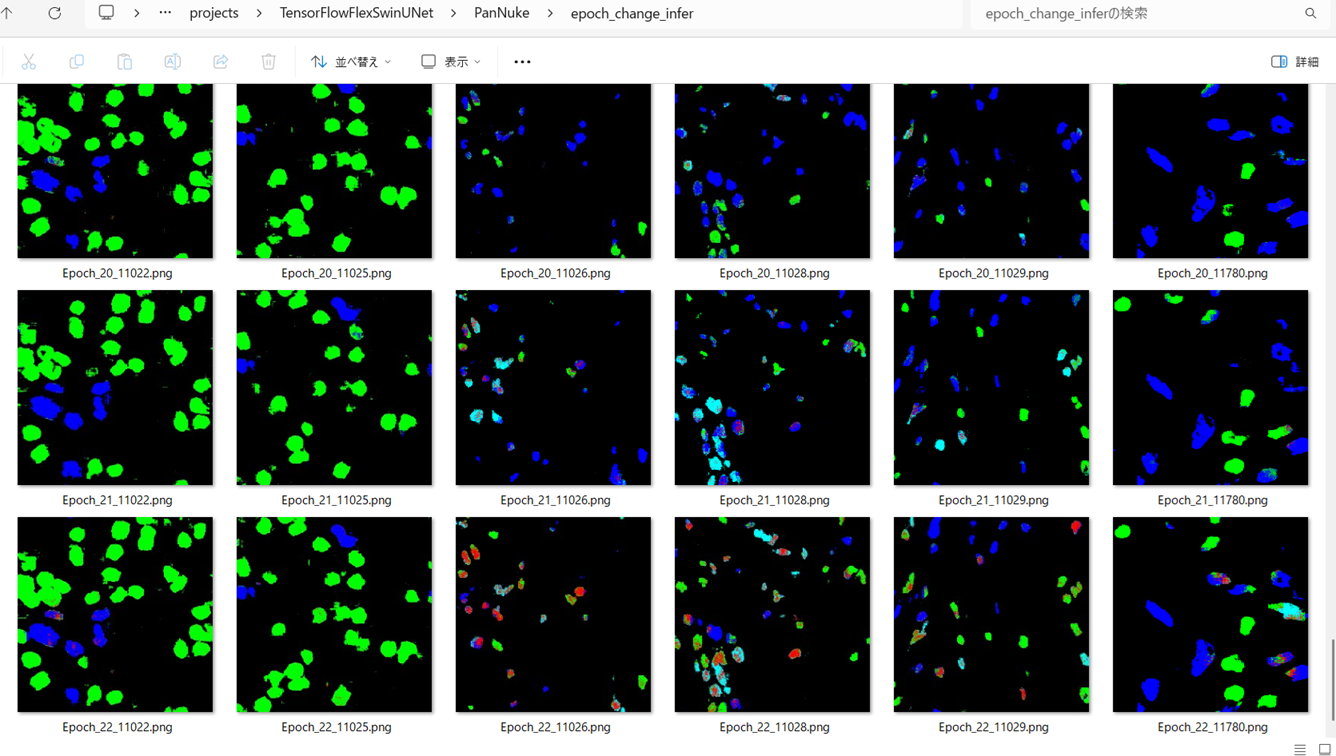 … projects TensorFlowFlexSwinUNet PanNuke epoch_change_infer epoch_change_inferの検索
並べ替え 表示 … 詳細
Epoch_20_11022.png Epoch_20_11025.png Epoch_20_11026.png Epoch_20_11028.png Epoch_20_11029.png Epoch_20_11780.png
Epoch_21_11022.png Epoch_21_11025.png Epoch_21_11026.png Epoch_21_11028.png Epoch_21_11029.png Epoch_21_11780.png
Epoch_22_11022.png Epoch_22_11025.png Epoch_22_11026.png Epoch_22_11028.png Epoch_22_11029.png Epoch_22_11780.png